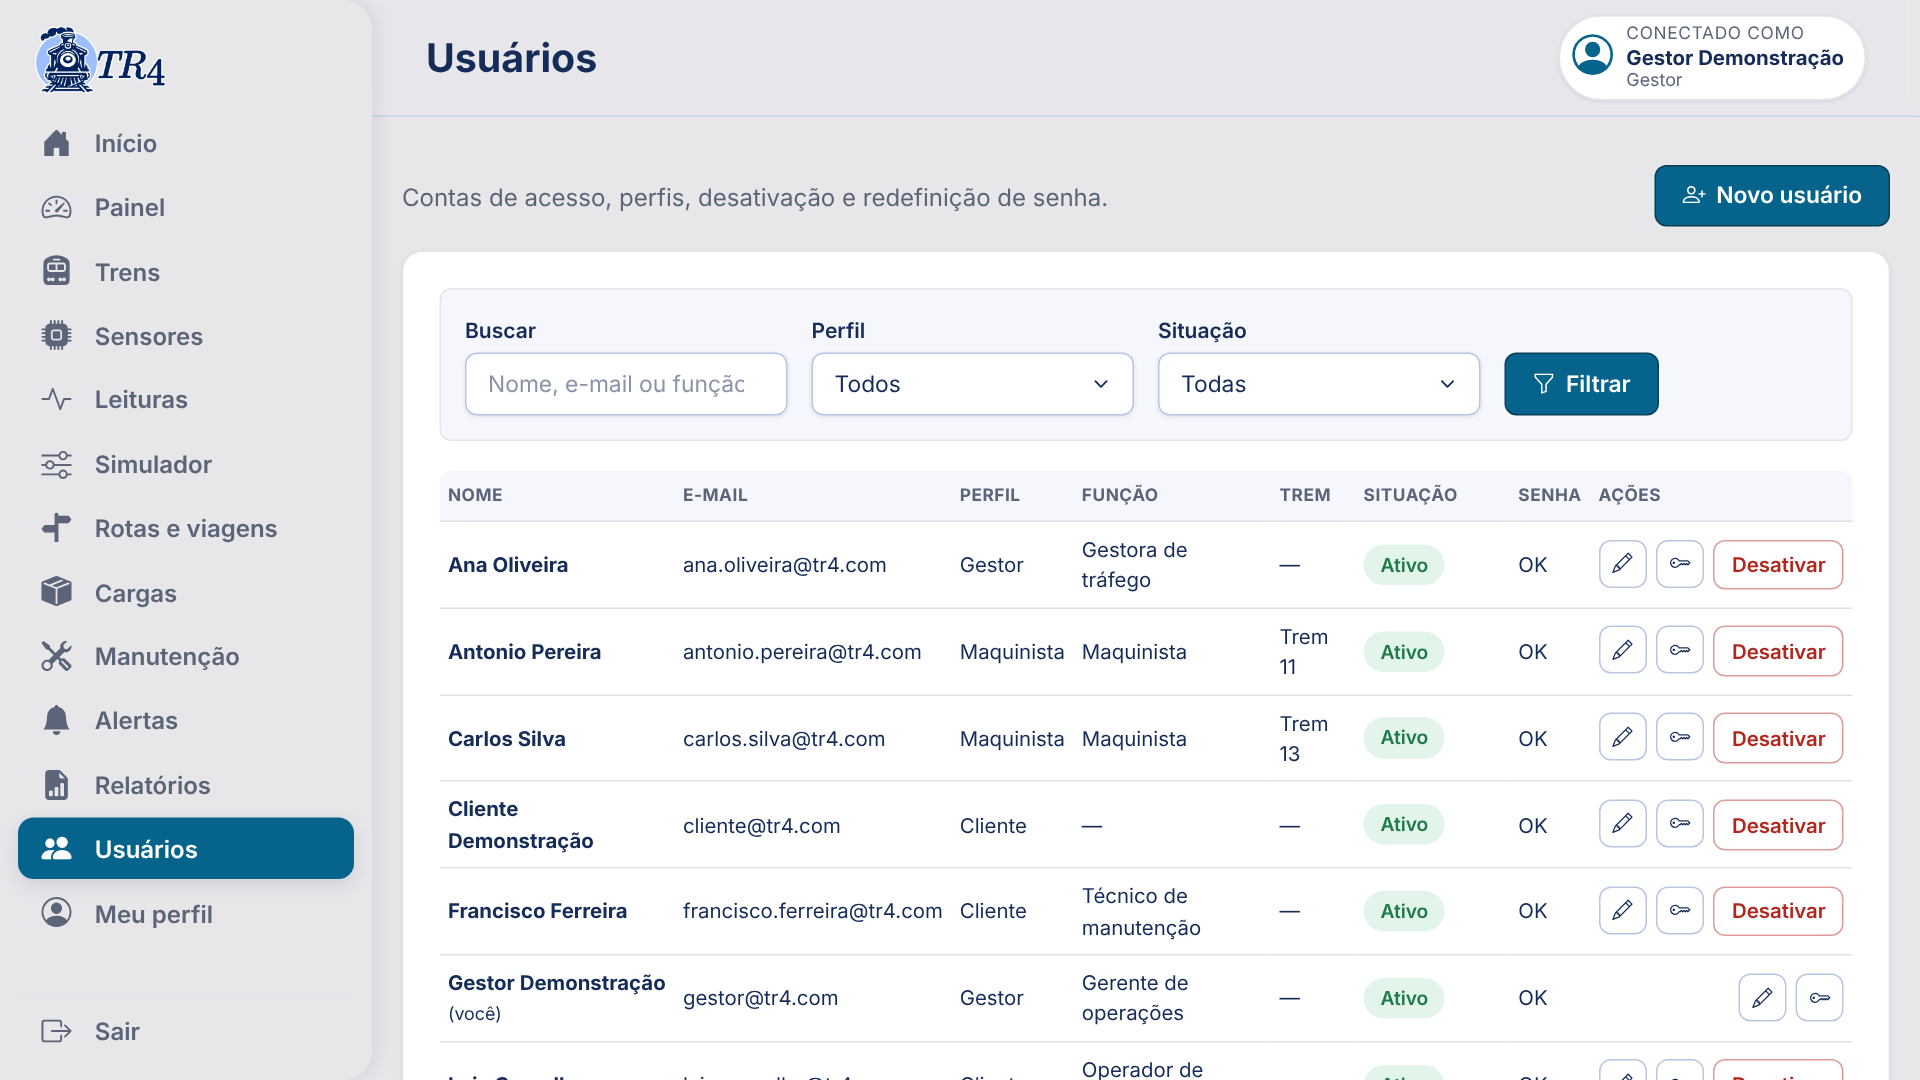 TR4
Início
Painel
Trens
Sensores
Leituras
Simulador
Rotas e viagens
Cargas
Manutenção
Alertas
Relatórios
Usuários
Meu perfil
Sair
Usuários
CONECTADO COMO
Gestor Demonstração
Gestor
Contas de acesso, perfis, desativação e redefinição de senha.
Novo usuário
Buscar
Perfil
Situação
Nome, e-mail ou função
Todos
Todas
Filtrar
NOME E-MAIL PERFIL FUNÇÃO TREM SITUAÇÃO SENHA AÇÕES
Ana Oliveira ana.oliveira@tr4.com Gestor Gestora de tráfego — Ativo OK Desativar
Antonio Pereira antonio.pereira@tr4.com Maquinista Maquinista Trem 11 Ativo OK Desativar
Carlos Silva carlos.silva@tr4.com Maquinista Maquinista Trem 13 Ativo OK Desativar
Cliente Demonstração cliente@tr4.com Cliente — — Ativo OK Desativar
Francisco Ferreira francisco.ferreira@tr4.com Cliente Técnico de manutenção — Ativo OK Desativar
Gestor Demonstração (você) gestor@tr4.com Gestor Gerente de operações — Ativo OK
Operador de